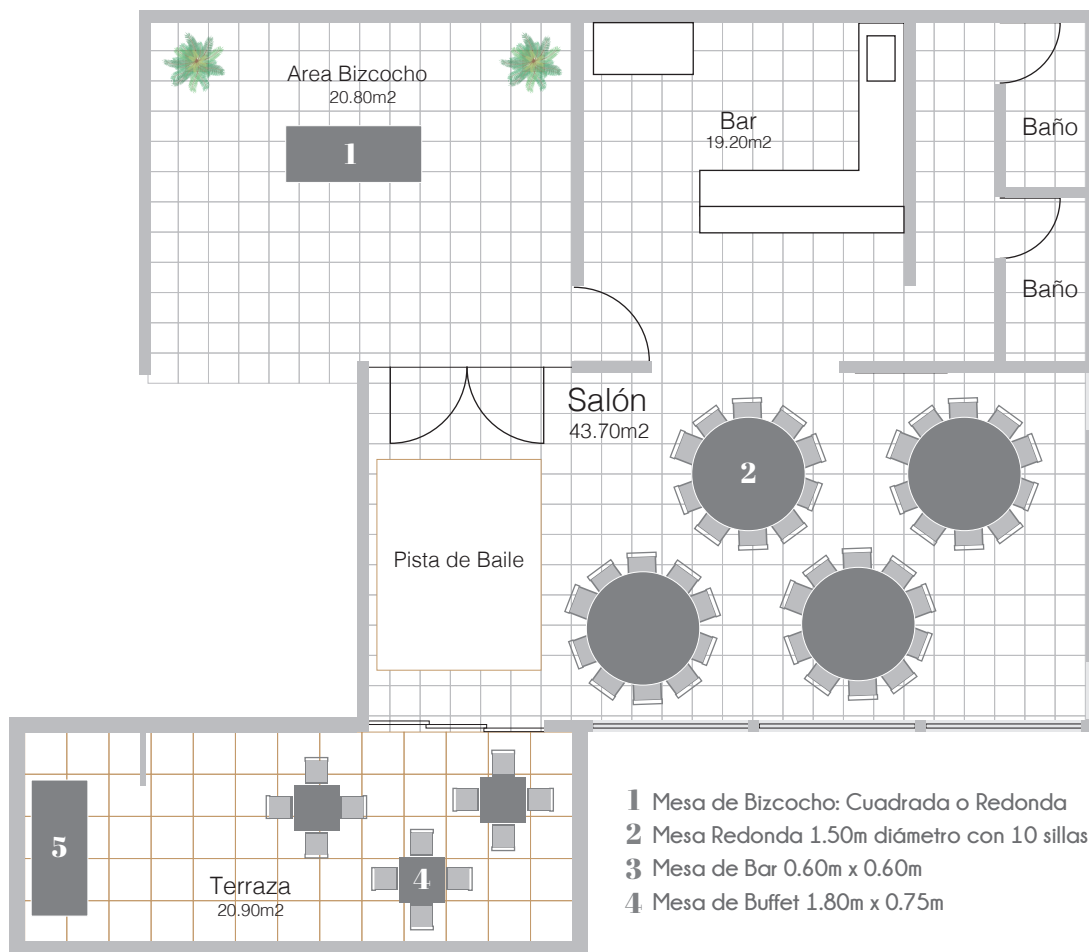 Area Bizcocho
20.80m2
1
Bar
19.20m2
Baño
Baño
Salón
43.70m2
2
Pista de Baile
5
4
Terraza
20.90m2
1 Mesa de Bizcocho: Cuadrada o Redonda
2 Mesa Redonda 1.50m diámetro con 10 sillas
3 Mesa de Bar 0.60m x 0.60m
4 Mesa de Buffet 1.80m x 0.75m